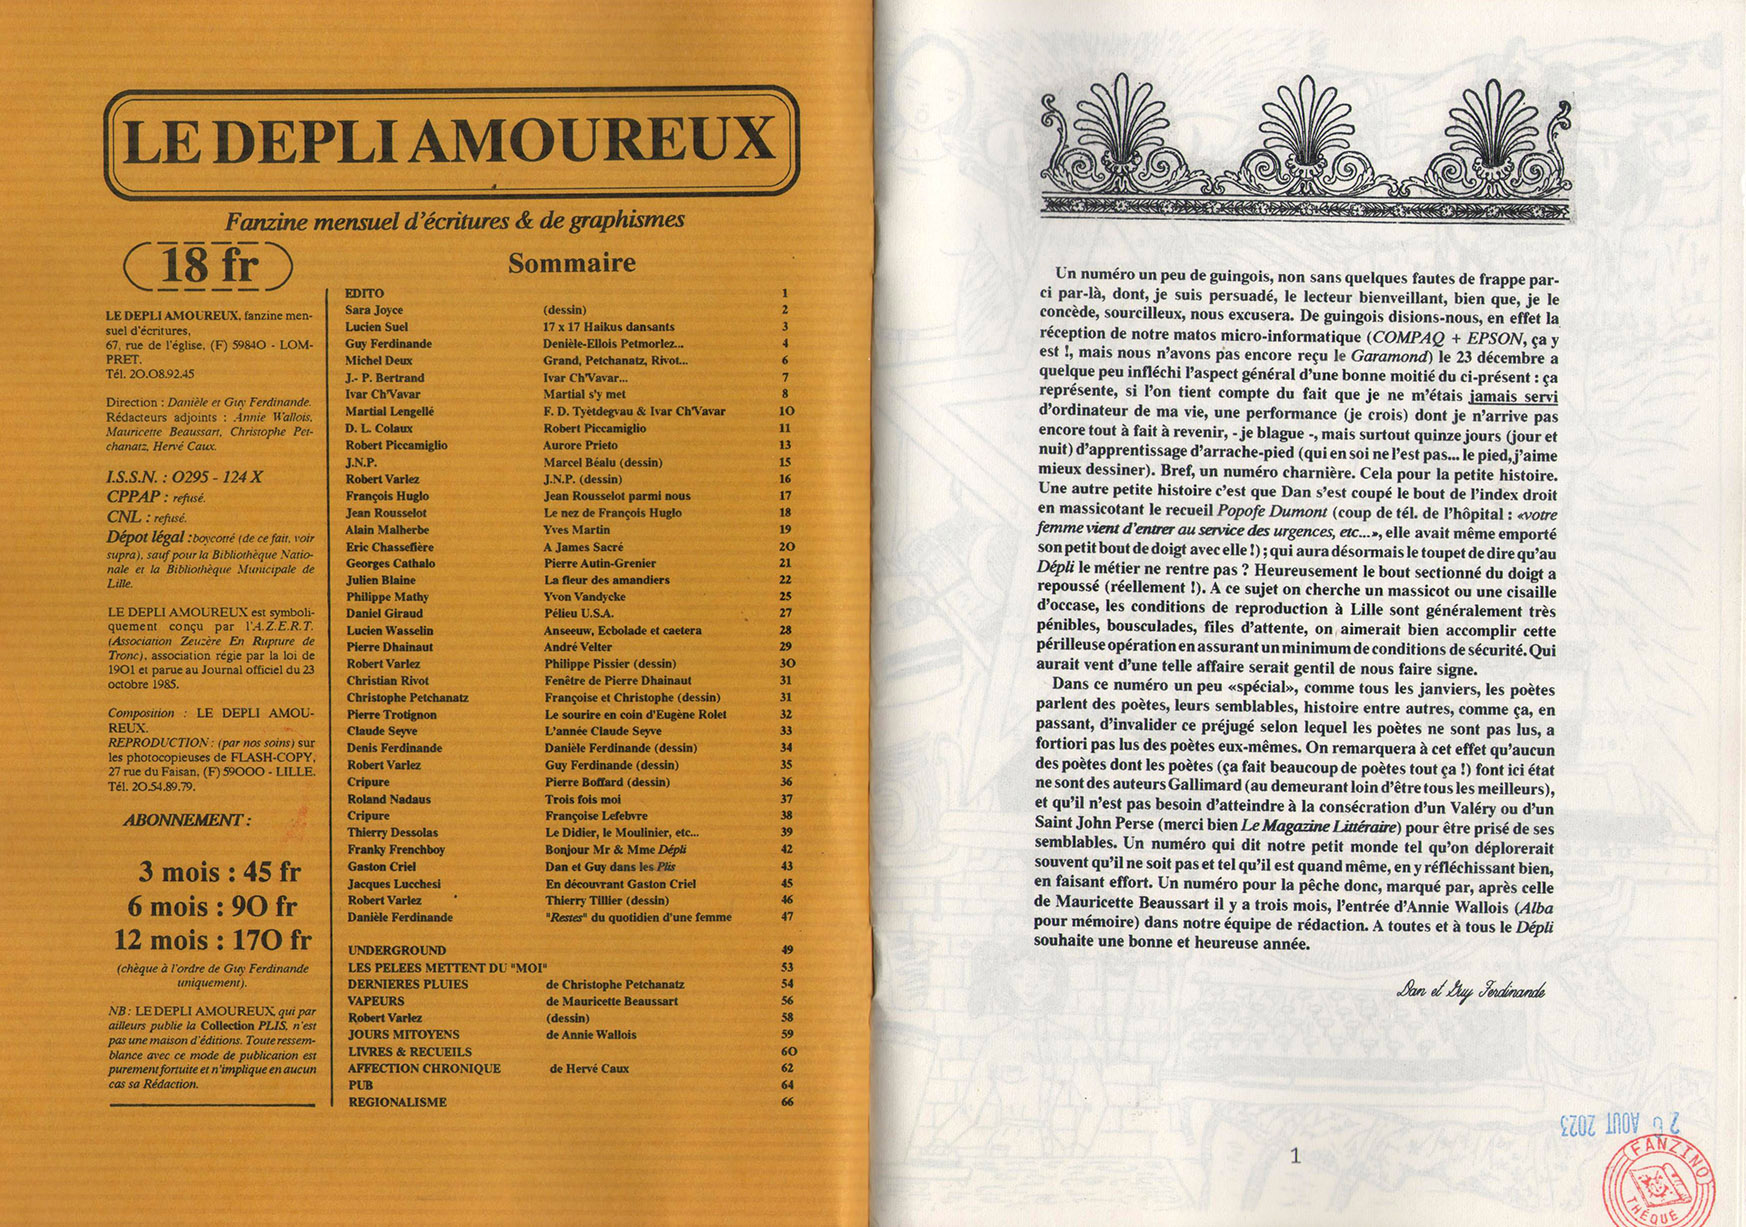 LE DEPLI AMOUREUX
Fanzine mensuel d'écritures & de graphismes
18 fr
LE DEPLI AMOUREUX, fanzine men-
suel d'écritures,
67, rue de l'église, (F) 59840 - LOM-
PRET.
Tél. 20.08.92.45
Direction : Danièle et Guy Ferdinande.
Rédacteurs adjoints : Annie Wallois,
Mauricette Beaussart, Christophe Pet-
chanatz, Hervé Caux.
I.S.S.N. : 0295 - 124 X
CPPAP : refusé.
CNL : refusé.
Dépot légal : boycotté (de ce fait, voir
supra), sauf pour la Bibliothèque Natio-
nale et la Bibliothèque Municipale de
Lille.
LE DEPLI AMOUREUX est symboli-
quement conçu par l'A.Z.E.R.T.
(Association Zeuzère En Rupture de
Tronc), association régie par la loi de
1901 et parue au Journal officiel du 23
octobre 1985.
Composition : LE DEPLI AMOU-
REUX.
REPRODUCTION : (par nos soins) sur
les photocopieuses de FLASH-COPY,
27 rue du Faisan, (F) 59000 - LILLE.
Tél. 20.54.89.79.
ABONNEMENT :
3 mois : 45 fr
6 mois : 90 fr
12 mois : 170 fr
(chèque à l'ordre de Guy Ferdinande
uniquement).
NB : LE DEPLI AMOUREUX, qui par
ailleurs publie la Collection PLIS, n'est
pas une maison d'éditions. Toute ressem-
blance avec ce mode de publication est
purement fortuite et n'implique en aucun
cas sa Rédaction.
Sommaire
EDITO 1
Sara Joyce (dessin) 2
Lucien Suel 17 x 17 Haikus dansants 3
Guy Ferdinande Denièle-Ellois Petmorlez... 4
Michel Deux Grand, Petchanatz, Rivot... 6
J.- P. Bertrand Ivar Ch'Vavar... 7
Ivar Ch'Vavar Martial s'y met 8
Martial Lengellé F. D. Tyètdegvau & Ivar Ch'Vavar 10
D. L. Colaux Robert Piccamiglio 11
Robert Piccamiglio Aurore Prieto 13
J.N.P. Marcel Béalu (dessin) 15
Robert Varlez J.N.P. (dessin) 16
François Huglo Jean Rousselot parmi nous 17
Jean Rousselot Le nez de François Huglo 18
Alain Malherbe Yves Martin 19
Eric Chassefière A James Sacré 20
Georges Cathalo Pierre Autin-Grenier 21
Julien Blaine La fleur des amandiers 22
Philippe Mathy Yvon Vandycke 25
Daniel Giraud Pélieu U.S.A. 27
Lucien Wasselin Anseeuw, Ecbolade et caetera 28
Pierre Dhainaut André Velter 29
Robert Varlez Philippe Pissier (dessin) 30
Christian Rivot Fenêtre de Pierre Dhainaut 31
Christophe Petchanatz Françoise et Christophe (dessin) 31
Pierre Trotignon Le sourire en coin d'Eugène Rolet 32
Claude Seyve L'année Claude Seyve 33
Denis Ferdinande Danièle Ferdinande (dessin) 34
Robert Varlez Guy Ferdinande (dessin) 35
Cripure Pierre Boffard (dessin) 36
Roland Nadaus Trois fois moi 37
Cripure Françoise Lefebvre 38
Thierry Dessolas Le Didier, le Moulinier, etc... 39
Franky Frenchboy Bonjour Mr & Mme Dépli 42
Gaston Criel Dan et Guy dans les Plis 43
Jacques Lucchesi En découvrant Gaston Criel 45
Robert Varlez Thierry Tillier (dessin) 46
Danièle Ferdinande "Restes" du quotidien d'une femme 47
UNDERGROUND 49
LES PELEES METTENT DU "MOI" 53
DERNIERES PLUIES de Christophe Petchanatz 54
VAPEURS de Mauricette Beaussart 56
Robert Varlez (dessin) 58
JOURS MITOYENS de Annie Wallois 59
LIVRES & RECUEILS 60
AFFECTION CHRONIQUE de Hervé Caux 62
PUB 64
REGIONALISME 66
Un numéro un peu de guingois, non sans quelques fautes de frappe par-
ci par-là, dont, je suis persuadé, le lecteur bienveillant, bien que, je le
concède, sourcilleux, nous excusera. De guingois disions-nous, en effet la
réception de notre matos micro-informatique (COMPAQ + EPSON, ça y
est !, mais nous n'avons pas encore reçu le Garamond) le 23 décembre a
quelque peu infléchi l'aspect général d'une bonne moitié du ci-présent : ça
représente, si l'on tient compte du fait que je ne m'étais jamais servi
d'ordinateur de ma vie, une performance (je crois) dont je n'arrive pas
encore tout à fait à revenir, - je blague -, mais surtout quinze jours (jour et
nuit) d'apprentissage d'arrache-pied (qui en soi ne l'est pas... le pied, j'aime
mieux dessiner). Bref, un numéro charnière. Cela pour la petite histoire.
Une autre petite histoire c'est que Dan s'est coupé le bout de l'index droit
en massicotant le recueil Popofe Dumont (coup de tél. de l'hôpital : «votre
femme vient d'entrer au service des urgences, etc...», elle avait même emporté
son petit bout de doigt avec elle !) ; qui aura désormais le toupet de dire qu'au
Dépli le métier ne rentre pas ? Heureusement le bout sectionné du doigt a
repoussé (réellement !). A ce sujet on cherche un massicot ou une cisaille
d'occase, les conditions de reproduction à Lille sont généralement très
pénibles, bousculades, files d'attente, on aimerait bien accomplir cette
périlleuse opération en assurant un minimum de conditions de sécurité. Qui
aurait vent d'une telle affaire serait gentil de nous faire signe.
Dans ce numéro un peu «spécial», comme tous les janviers, les poètes
parlent des poètes, leurs semblables, histoire entre autres, comme ça, en
passant, d'invalider ce préjugé selon lequel les poètes ne sont pas lus, a
fortiori pas lus des poètes eux-mêmes. On remarquera à cet effet qu'aucun
des poètes dont les poètes (ça fait beaucoup de poètes tout ça !) font ici état
ne sont des auteurs Gallimard (au demeurant loin d'être tous les meilleurs),
et qu'il n'est pas besoin d'atteindre à la consécration d'un Valéry ou d'un
Saint John Perse (merci bien Le Magazine Littéraire) pour être prisé de ses
semblables. Un numéro qui dit notre petit monde tel qu'on déplorerait
souvent qu'il ne soit pas et tel qu'il est quand même, en y réfléchissant bien,
en faisant effort. Un numéro pour la pêche donc, marqué par, après celle
de Mauricette Beaussart il y a trois mois, l'entrée d'Annie Wallois (Alba
pour mémoire) dans notre équipe de rédaction. A toutes et à tous le Dépli
souhaite une bonne et heureuse année.
Dan et Guy Ferdinande
1
AOUT 2023
FANZINO
THÈQUE